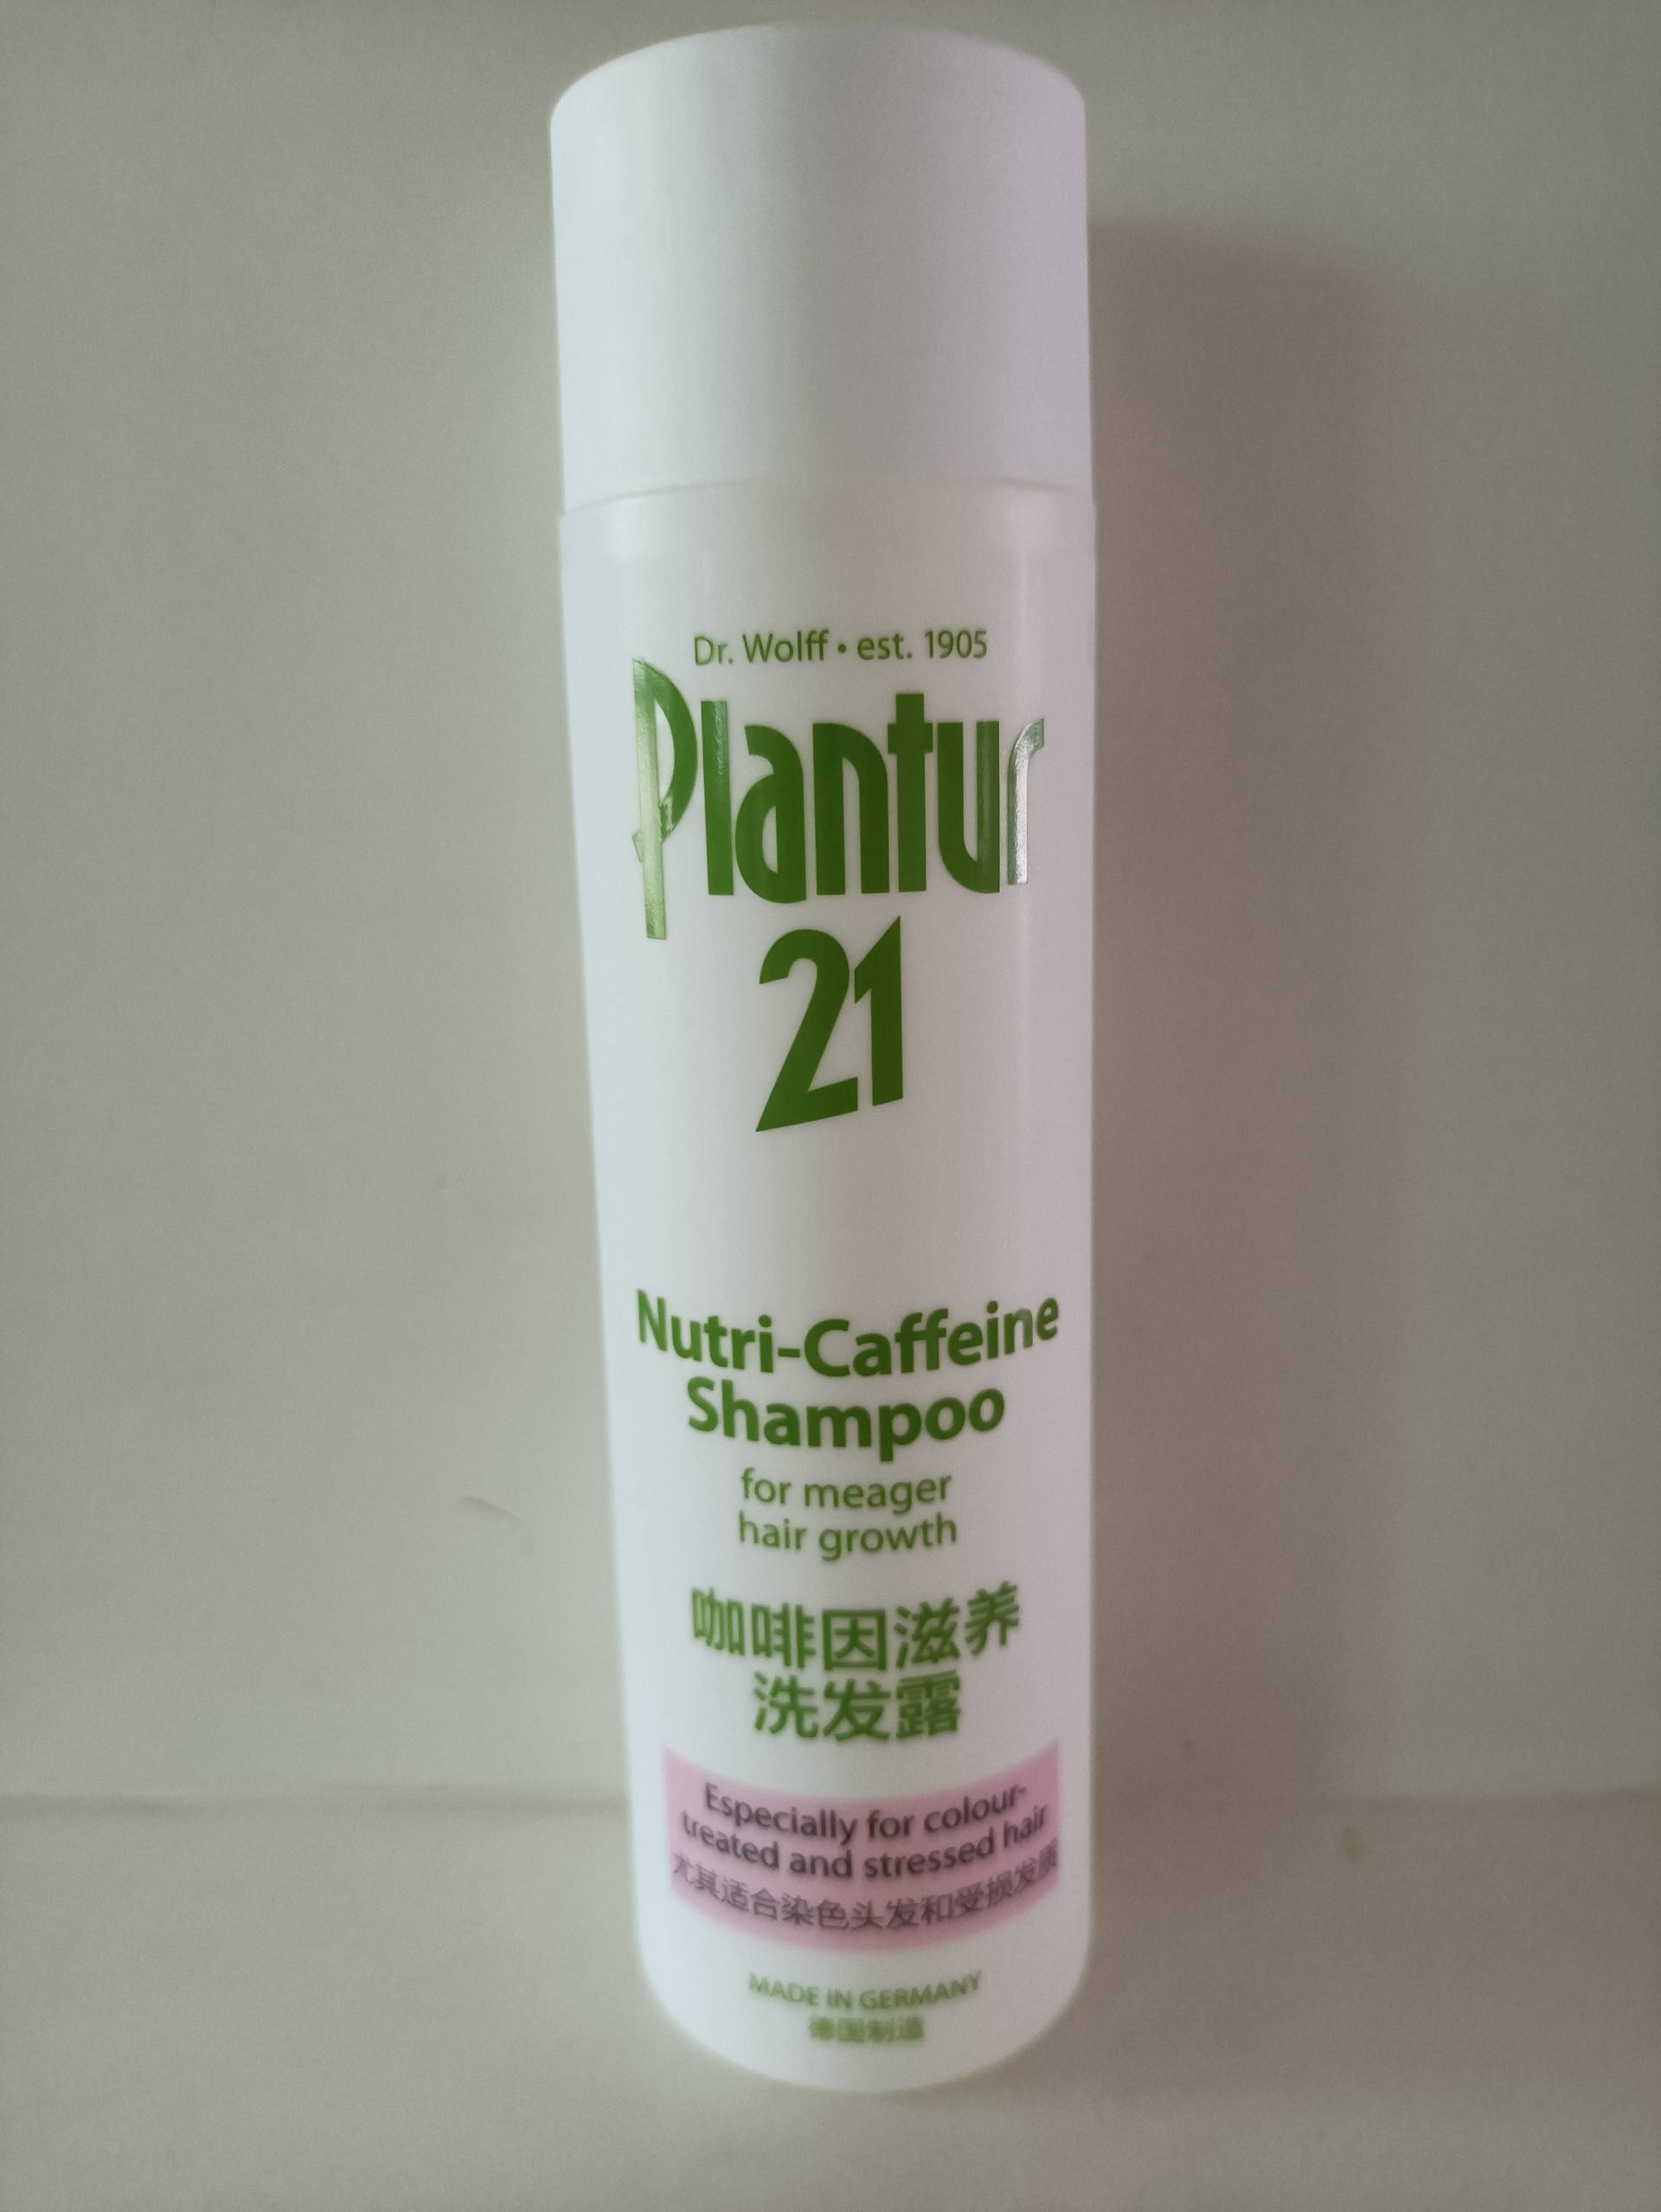 Dr. Wolff • est. 1905
Plantur
21
Nutri-Caffeine
Shampoo
for meager
hair growth
咖啡因滋养
洗发露
Especially for colour-
treated and stressed hair
尤其适合染色头发和受损发质
MADE IN GERMANY
德国制造